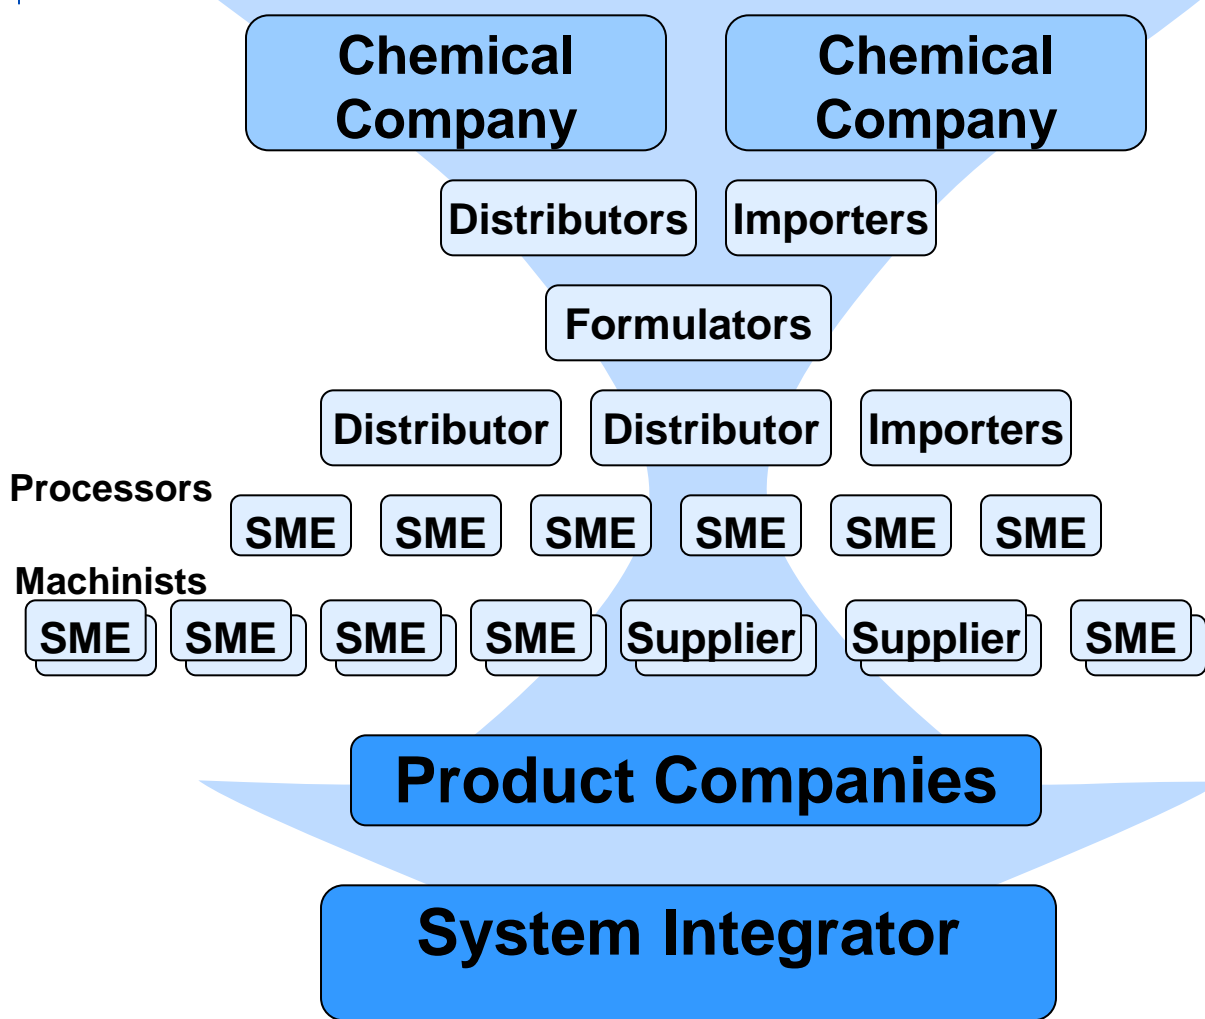 Chemical Chemical
Company Company
Distributors Importers
Formulators
Distributor Distributor Importers
Processors
SME SME SME SME SME SME
Machinists
SME SME SME SME Supplier Supplier SME
Product Companies
System Integrator